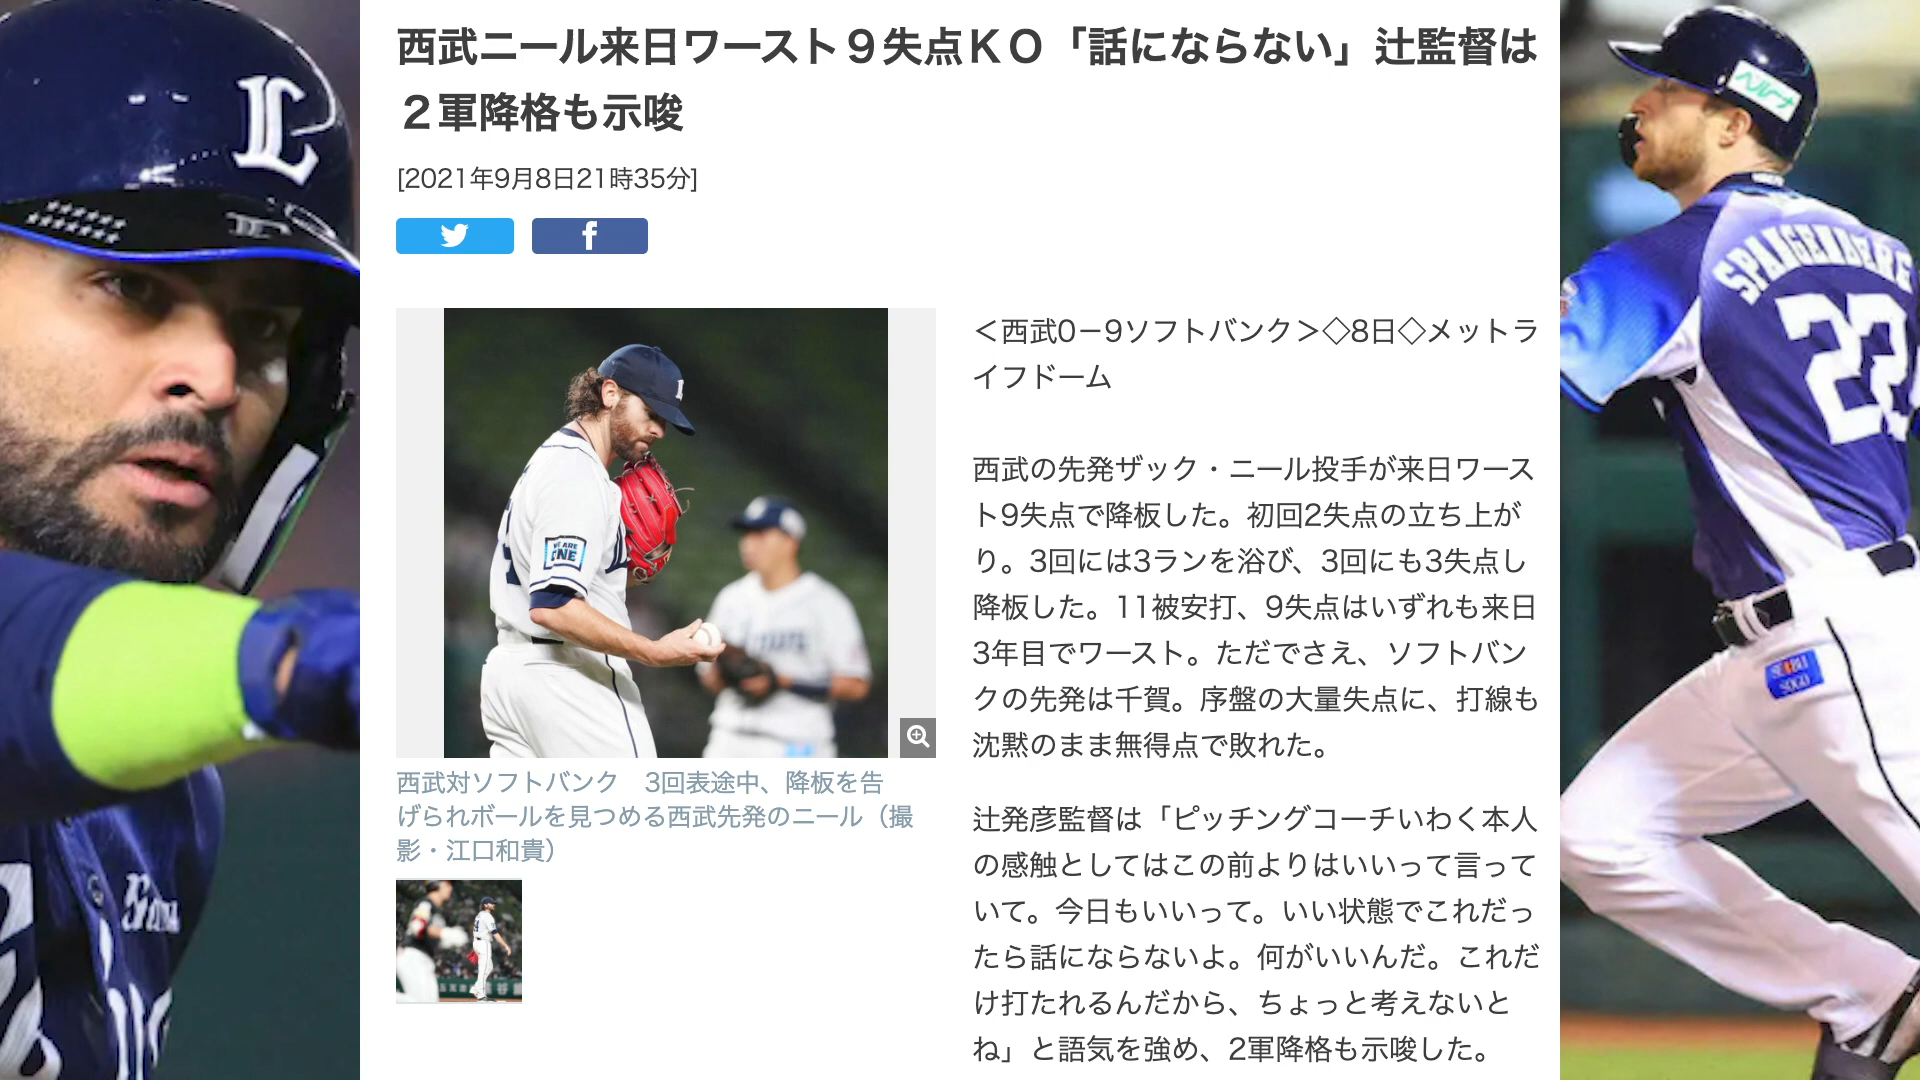 西武ニール来日ワースト９失点ＫＯ「話にならない」辻監督は
２軍降格も示唆
[2021年9月8日21時35分]
＜西武0－9ソフトバンク＞◇8日◇メットラ
イフドーム
西武の先発ザック・ニール投手が来日ワース
ト9失点で降板した。初回2失点の立ち上が
り。3回には3ランを浴び、3回にも3失点し
降板した。11被安打、9失点はいずれも来日
3年目でワースト。ただでさえ、ソフトバン
クの先発は千賀。序盤の大量失点に、打線も
沈黙のまま無得点で敗れた。
辻発彦監督は「ピッチングコーチいわく本人
の感触としてはこの前よりはいいって言って
いて。今日もいいって。いい状態でこれだっ
たら話にならないよ。何がいいんだ。これだ
け打たれるんだから、ちょっと考えないと
ね」と語気を強め、2軍降格も示唆した。
西武対ソフトバンク　3回表途中、降板を告
げられボールを見つめる西武先発のニール（撮
影・江口和貴）
WE ARE
ONE
L
ベルーナ
SPANGENBERG
22
SEIBU
SOGO